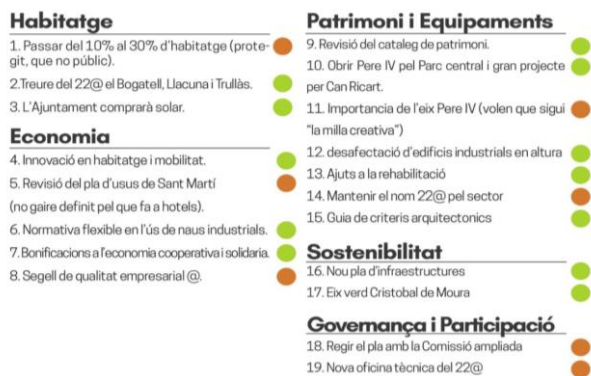 Habitatge
1. Passar del 10% al 30% d'habitatge (prote-
git, que no públic).
2.Treure del 22@ el Bogatell, Llacuna i Trullàs.
3. L'Ajuntament comprarà solar.
Economia
4. Innovació en habitatge i mobilitat.
5. Revisió del pla d'usus de Sant Martí
(no gaire definit pel que fa a hotels).
6. Normativa flexible en l'ús de naus industrials.
7. Bonificacions a l'economia cooperativa i solidaria.
8. Segell de qualitat empresarial @.
Patrimoni i Equipaments
9. Revisió del cataleg de patrimoni.
10. Obrir Pere IV pel Parc central i gran projecte
per Can Ricart.
11. Importancia de l'eix Pere IV (volen que sigui
"la milla creativa")
12. desafectació d'edificis industrials en altura
13. Ajuts a la rehabilitació
14. Mantenir el nom 22@ pel sector
15. Guia de criteris arquitectonics
Sostenibilitat
16. Nou pla d'infraestructures
17. Eix verd Cristobal de Moura
Governança i Participació
18. Regir el pla amb la Comissió ampliada
19. Nova oficina tècnica del 22@